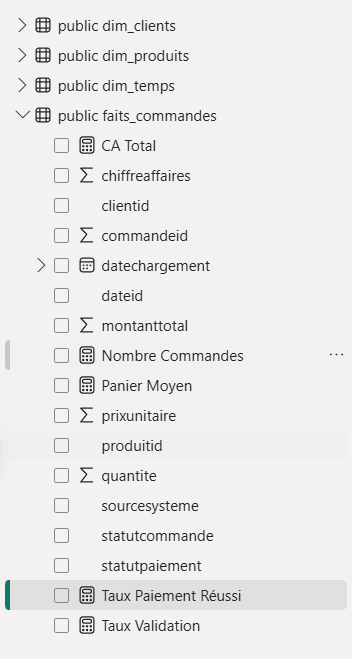 public dim_clients
public dim_produits
public dim_temps
public faits_commandes
CA Total
chiffreaffaires
clientid
commandeid
datechargement
dateid
montanttotal
Nombre Commandes
Panier Moyen
prixunitaire
produitid
quantite
sourcesysteme
statutcommande
statutpaiement
Taux Paiement Réussi
Taux Validation